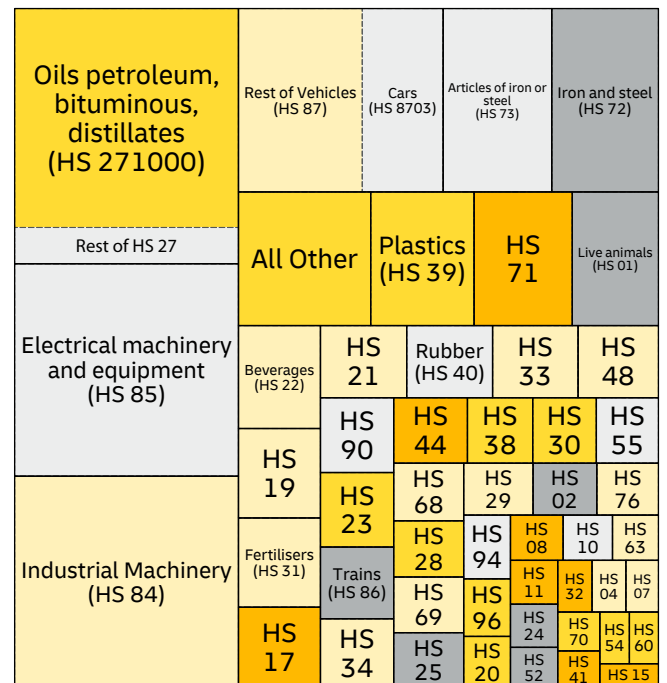 Oils petroleum,
bituminous,
distillates
(HS 271000)
Rest of HS 27
Electrical machinery
and equipment
(HS 85)
Industrial Machinery
(HS 84)
Rest of Vehicles
(HS 87)
Cars
(HS 8703)
Articles of iron or
steel
(HS 73)
Iron and steel
(HS 72)
All Other
Plastics
(HS 39)
HS
71
Live animals
(HS 01)
Beverages
(HS 22)
HS
19
Fertilisers
(HS 31)
HS
17
HS
21
Rubber
(HS 40)
HS
33
HS
48
HS
90
HS
23
Trains
(HS 86)
HS
34
HS
44
HS
38
HS
30
HS
55
HS
68
HS
28
HS
69
HS
25
HS
29
HS
02
HS
76
HS
94
HS
96
HS
20
HS
08
HS
10
HS
63
HS
11
HS
32
HS
04
HS
07
HS
24
HS
52
HS
70
HS
41
HS
54
HS
60
HS 15